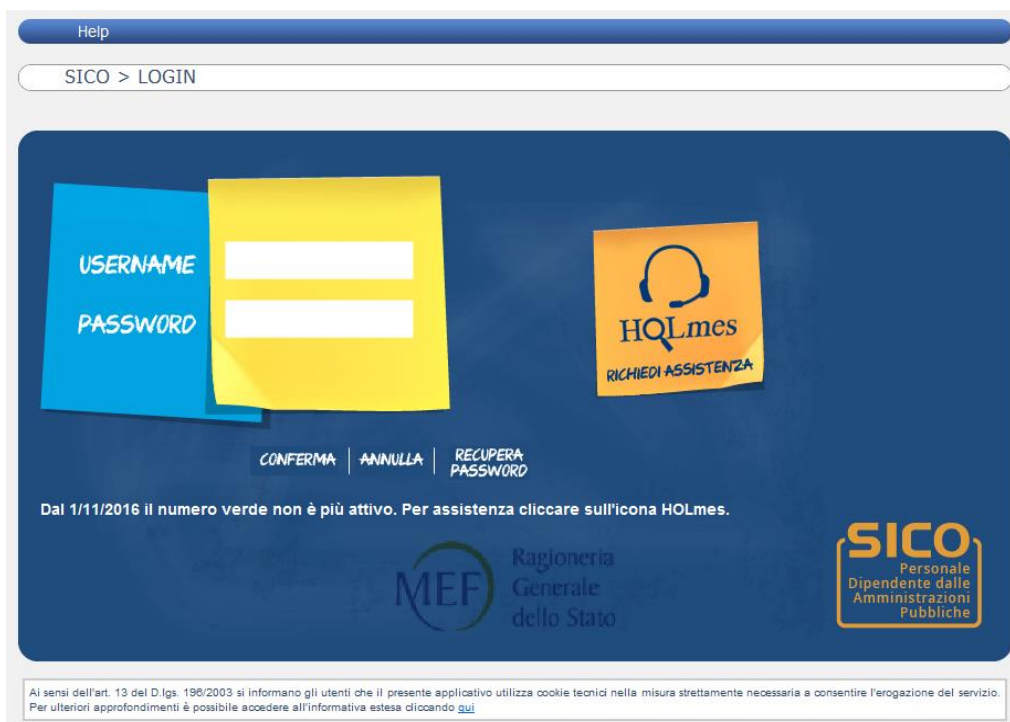 Help
SICO > LOGIN
USERNAME
PASSWORD
HOLmes
RICHIEDI ASSISTENZA
CONFERMA | ANNULLA | RECUPERA
PASSWORD
Dal 1/11/2016 il numero verde non è più attivo. Per assistenza cliccare sull'icona HOLmes.
MEF
Ragioneria
Generale
dello Stato
SICO
Personale
Dipendente dalle
Amministrazioni
Pubbliche
Ai sensi dell'art. 13 del D.lgs. 196/2003 si informano gli utenti che il presente applicativo utilizza cookie tecnici nella misura strettamente necessaria a consentire l'erogazione del servizio.
Per ulteriori approfondimenti è possibile accedere all'informativa estesa cliccando qui